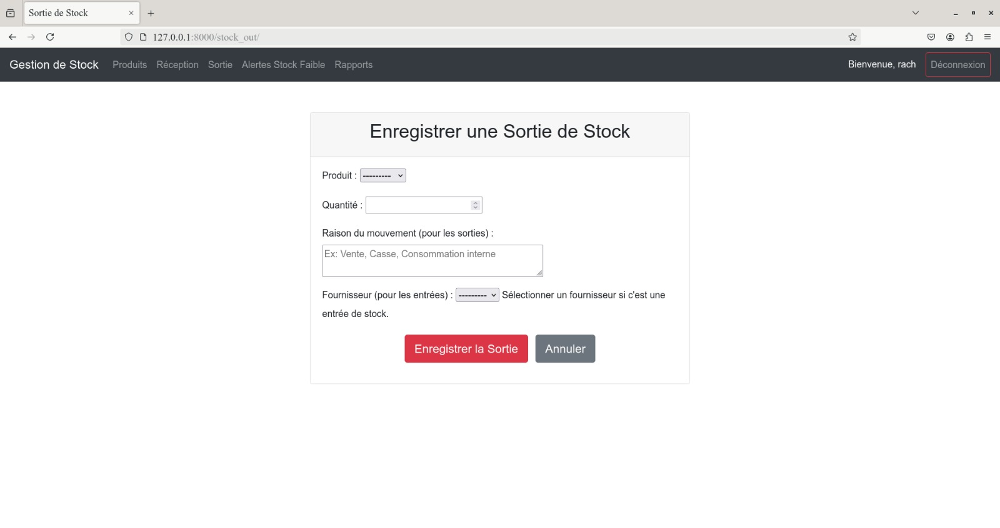 Sortie de Stock
127.0.0.1:8000/stock_out/
Gestion de Stock Produits Réception Sortie Alertes Stock Faible Rapports Bienvenue, rach Déconnexion
Enregistrer une Sortie de Stock
Produit : ---------
Quantité :
Raison du mouvement (pour les sorties) :
Ex: Vente, Casse, Consommation interne
Fournisseur (pour les entrées) : --------- Sélectionner un fournisseur si c'est une
entrée de stock.
Enregistrer la Sortie Annuler